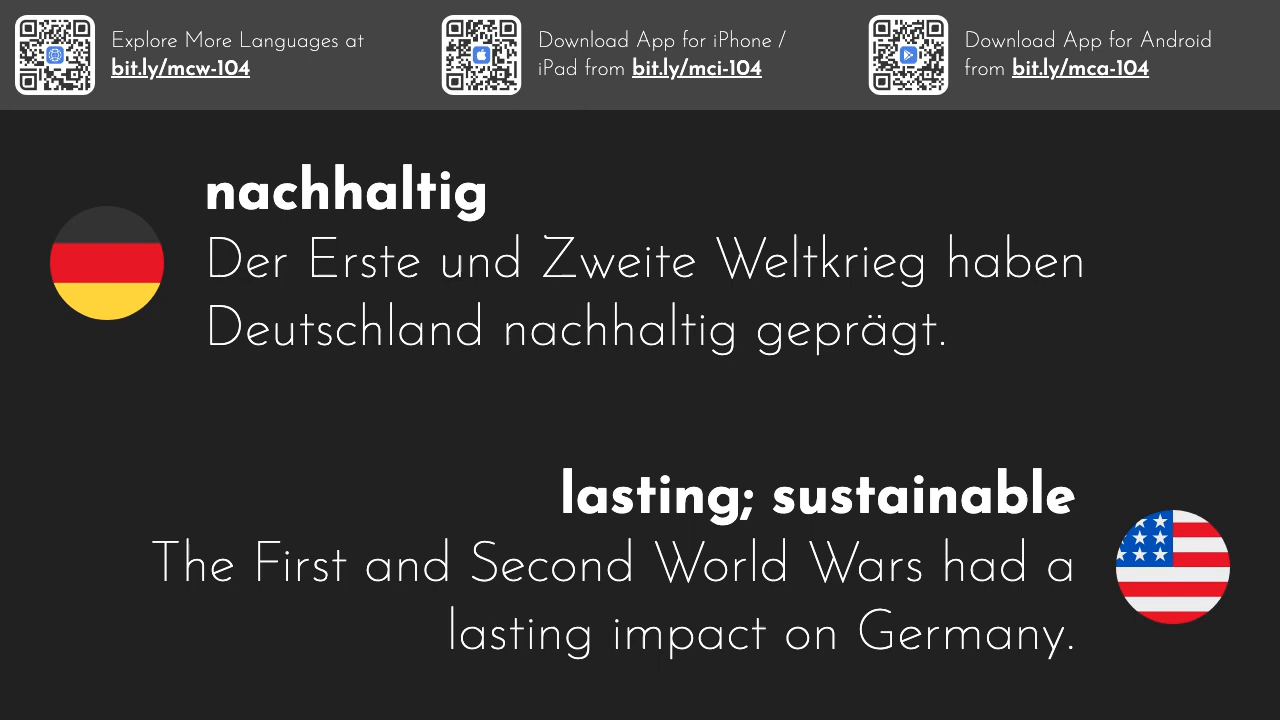 Explore More Languages at
bit.ly/mcw-104
Download App for iPhone /
iPad from bit.ly/mci-104
Download App for Android
from bit.ly/mca-104
nachhaltig
Der Erste und Zweite Weltkrieg haben
Deutschland nachhaltig geprägt.
lasting; sustainable
The First and Second World Wars had a
lasting impact on Germany.